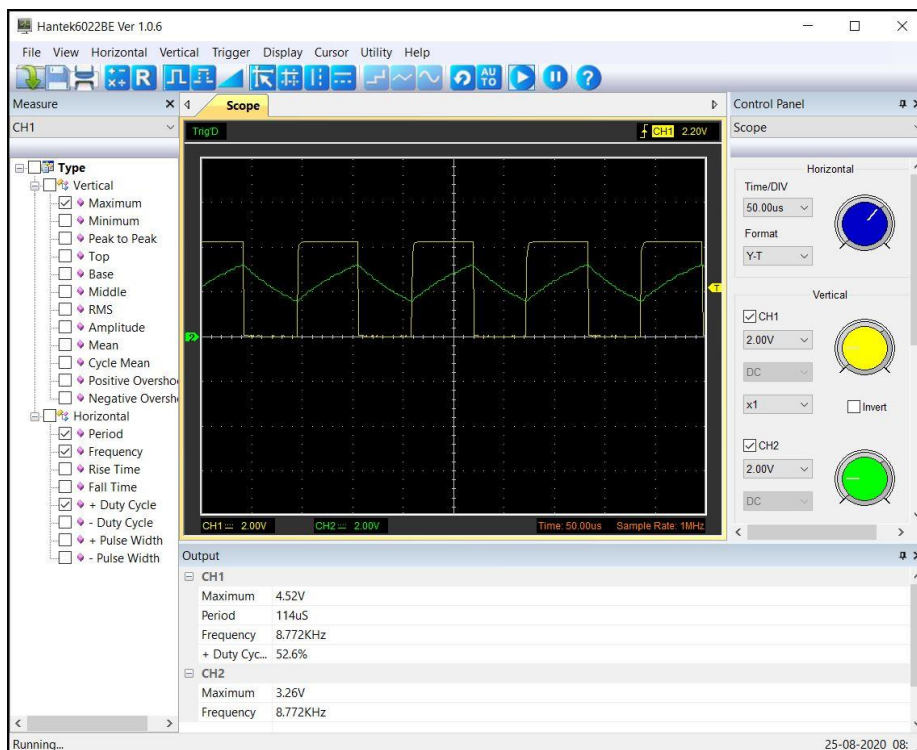 Hantek6022BE Ver 1.0.6
File View Horizontal Vertical Trigger Display Cursor Utility Help
R
AU TO
?
Measure
CH1
Type
Vertical
Maximum
Minimum
Peak to Peak
Top
Base
Middle
RMS
Amplitude
Mean
Cycle Mean
Positive Oversho
Negative Oversh
Horizontal
Period
Frequency
Rise Time
Fall Time
+ Duty Cycle
- Duty Cycle
+ Pulse Width
- Pulse Width
Scope
Trig'D
CH1 2.20V
T
2
CH1 2.00V CH2 2.00V Time: 50.00us Sample Rate: 1MHz
Control Panel
Scope
Horizontal
Time/DIV
50.00us
Format
Y-T
Vertical
CH1
2.00V
DC
x1
Invert
CH2
2.00V
DC
Output
CH1
Maximum 4.52V
Period 114uS
Frequency 8.772KHz
+ Duty Cyc... 52.6%
CH2
Maximum 3.26V
Frequency 8.772KHz
Running...
25-08-2020 08: